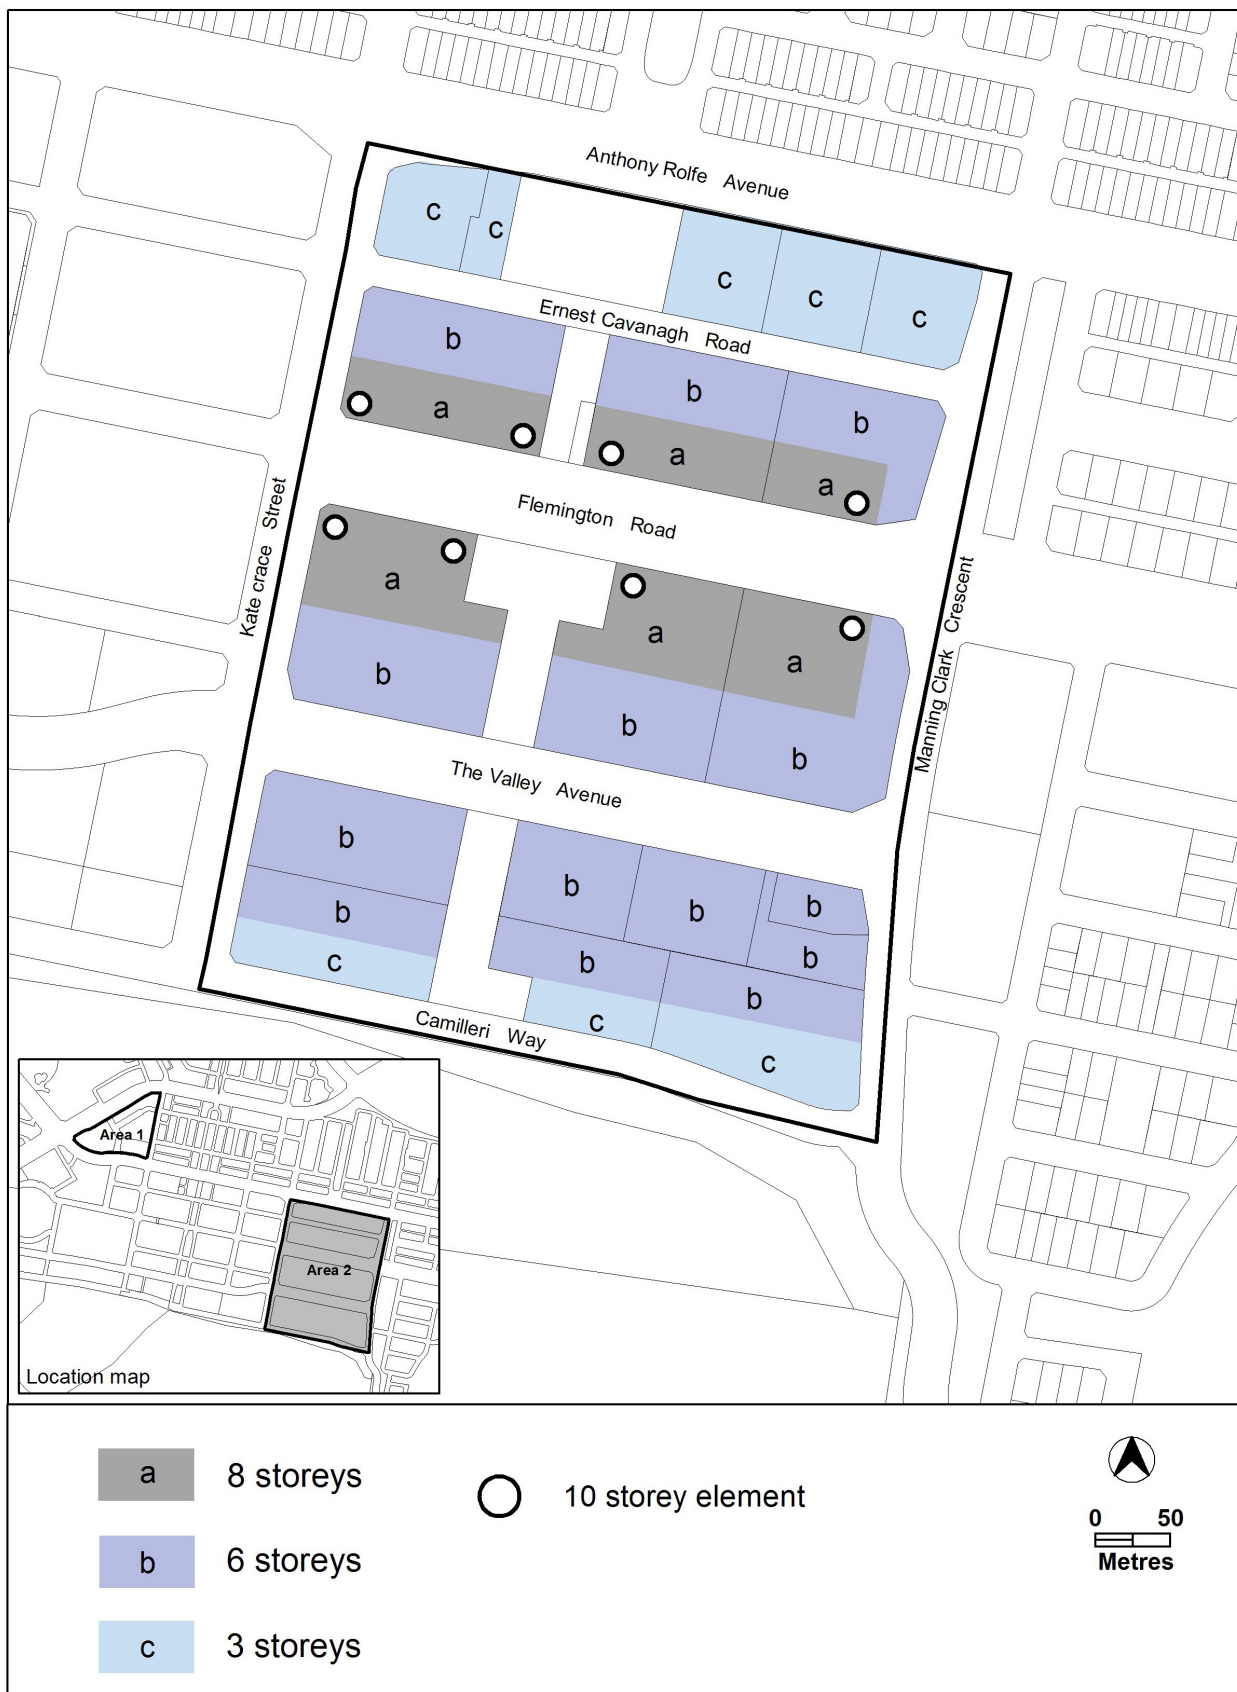 Anthony Rolfe Avenue
c
c
c
c
c
Ernest Cavanagh Road
b
b
b
a
a
a
Flemington Road
Kate crace Street
a
a
a
b
b
b
Manning Clark Crescent
The Valley Avenue
b
b
b
b
b
b
b
b
c
c
c
Camilleri Way
Area 1
Area 2
Location map
a 8 storeys
10 storey element
b 6 storeys
c 3 storeys
0 50
Metres